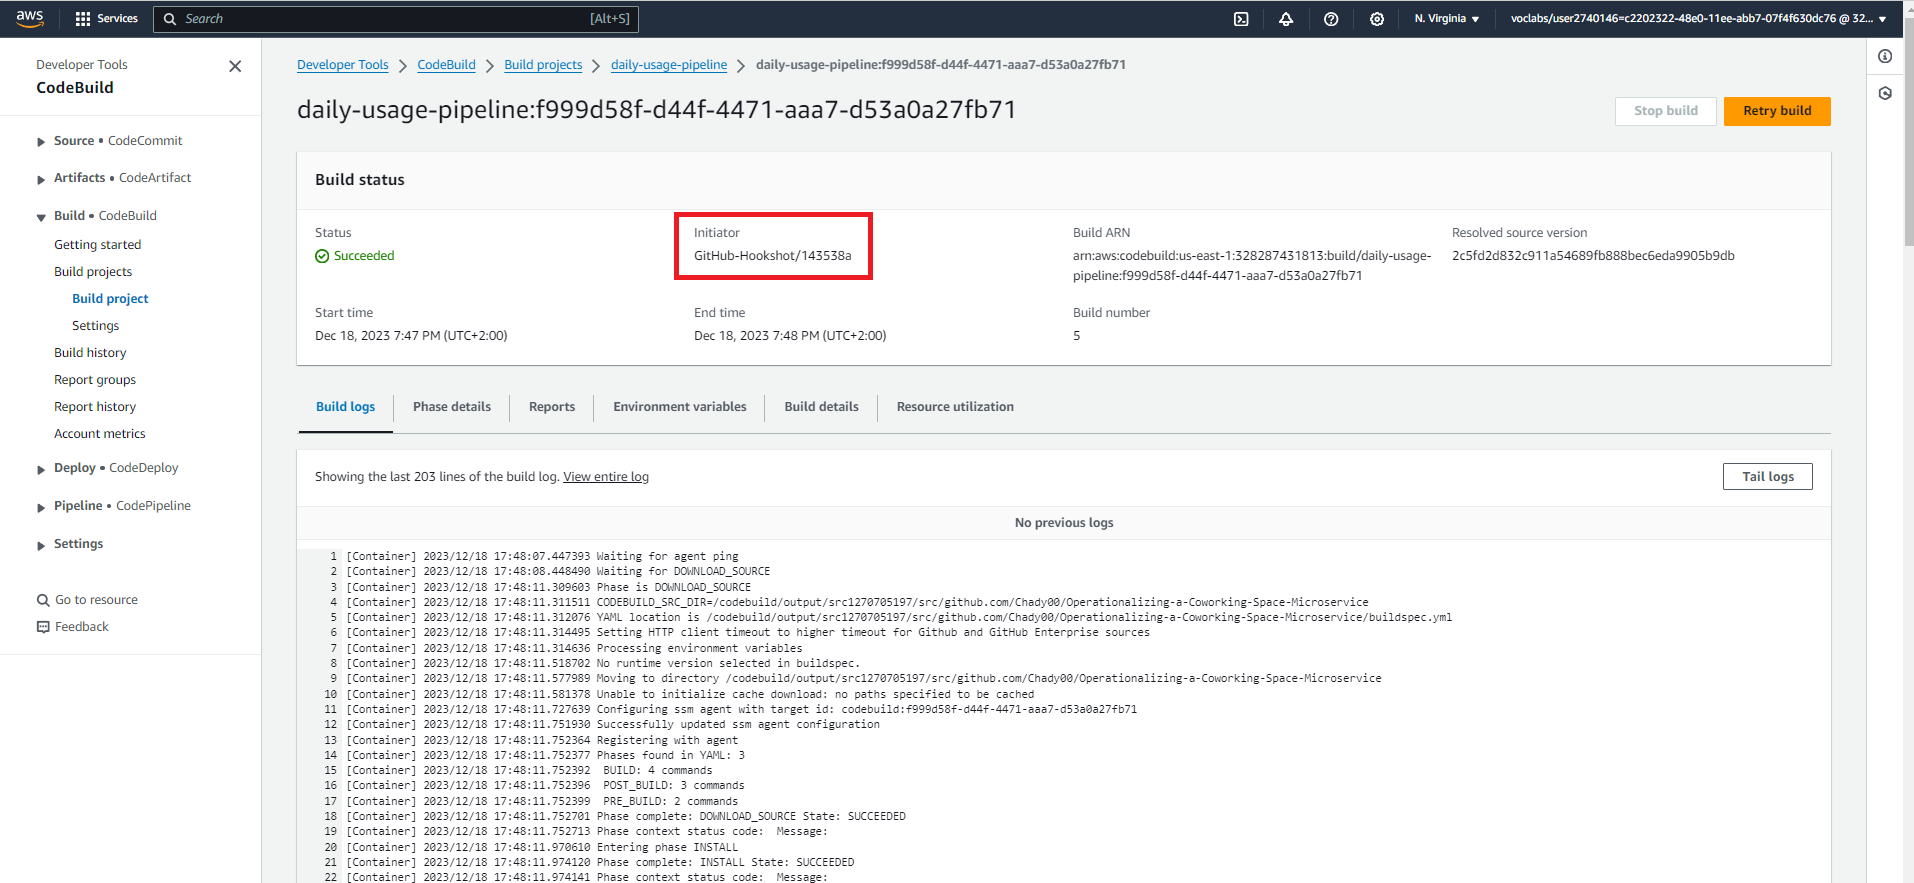 aws
Services
Search
[Alt+S]
N. Virginia
voclabs/user2740146=c2202322-48e0-11ee-abb7-07f4f630dc76 @ 32...
Developer Tools
CodeBuild
Source • CodeCommit
Artifacts • CodeArtifact
Build • CodeBuild
Getting started
Build projects
Build project
Settings
Build history
Report groups
Report history
Account metrics
Deploy • CodeDeploy
Pipeline • CodePipeline
Settings
Go to resource
Feedback
Developer Tools > CodeBuild > Build projects > daily-usage-pipeline > daily-usage-pipeline:f999d58f-d44f-4471-aaa7-d53a0a27fb71
daily-usage-pipeline:f999d58f-d44f-4471-aaa7-d53a0a27fb71
Stop build
Retry build
Build status
Status
Succeeded
Initiator
GitHub-Hookshot/143538a
Build ARN
arn:aws:codebuild:us-east-1:328287431813:build/daily-usage-
pipeline:f999d58f-d44f-4471-aaa7-d53a0a27fb71
Resolved source version
2c5fd2d832c911a54689fb888bec6eda9905b9db
Start time
Dec 18, 2023 7:47 PM (UTC+2:00)
End time
Dec 18, 2023 7:48 PM (UTC+2:00)
Build number
5
Build logs
Phase details
Reports
Environment variables
Build details
Resource utilization
Showing the last 203 lines of the build log. View entire log
Tail logs
No previous logs
1 [Container] 2023/12/18 17:48:07.447393 Waiting for agent ping
2 [Container] 2023/12/18 17:48:08.448490 Waiting for DOWNLOAD_SOURCE
3 [Container] 2023/12/18 17:48:11.309603 Phase is DOWNLOAD_SOURCE
4 [Container] 2023/12/18 17:48:11.311511 CODEBUILD_SRC_DIR=/codebuild/output/src1270705197/src/github.com/Chady00/Operationalizing-a-Coworking-Space-Microservice
5 [Container] 2023/12/18 17:48:11.312076 YAML location is /codebuild/output/src1270705197/src/github.com/Chady00/Operationalizing-a-Coworking-Space-Microservice/buildspec.yml
6 [Container] 2023/12/18 17:48:11.314495 Setting HTTP client timeout to higher timeout for Github and GitHub Enterprise sources
7 [Container] 2023/12/18 17:48:11.314636 Processing environment variables
8 [Container] 2023/12/18 17:48:11.518702 No runtime version selected in buildspec.
9 [Container] 2023/12/18 17:48:11.577989 Moving to directory /codebuild/output/src1270705197/src/github.com/Chady00/Operationalizing-a-Coworking-Space-Microservice
10 [Container] 2023/12/18 17:48:11.581378 Unable to initialize cache download: no paths specified to be cached
11 [Container] 2023/12/18 17:48:11.727639 Configuring ssm agent with target id: codebuild:f999d58f-d44f-4471-aaa7-d53a0a27fb71
12 [Container] 2023/12/18 17:48:11.751930 Successfully updated ssm agent configuration
13 [Container] 2023/12/18 17:48:11.752364 Registering with agent
14 [Container] 2023/12/18 17:48:11.752377 Phases found in YAML: 3
15 [Container] 2023/12/18 17:48:11.752392  BUILD: 4 commands
16 [Container] 2023/12/18 17:48:11.752396  POST_BUILD: 3 commands
17 [Container] 2023/12/18 17:48:11.752399  PRE_BUILD: 2 commands
18 [Container] 2023/12/18 17:48:11.752701 Phase complete: DOWNLOAD_SOURCE State: SUCCEEDED
19 [Container] 2023/12/18 17:48:11.752713 Phase context status code:  Message:
20 [Container] 2023/12/18 17:48:11.970610 Entering phase INSTALL
21 [Container] 2023/12/18 17:48:11.974120 Phase complete: INSTALL State: SUCCEEDED
22 [Container] 2023/12/18 17:48:11.974141 Phase context status code:  Message: